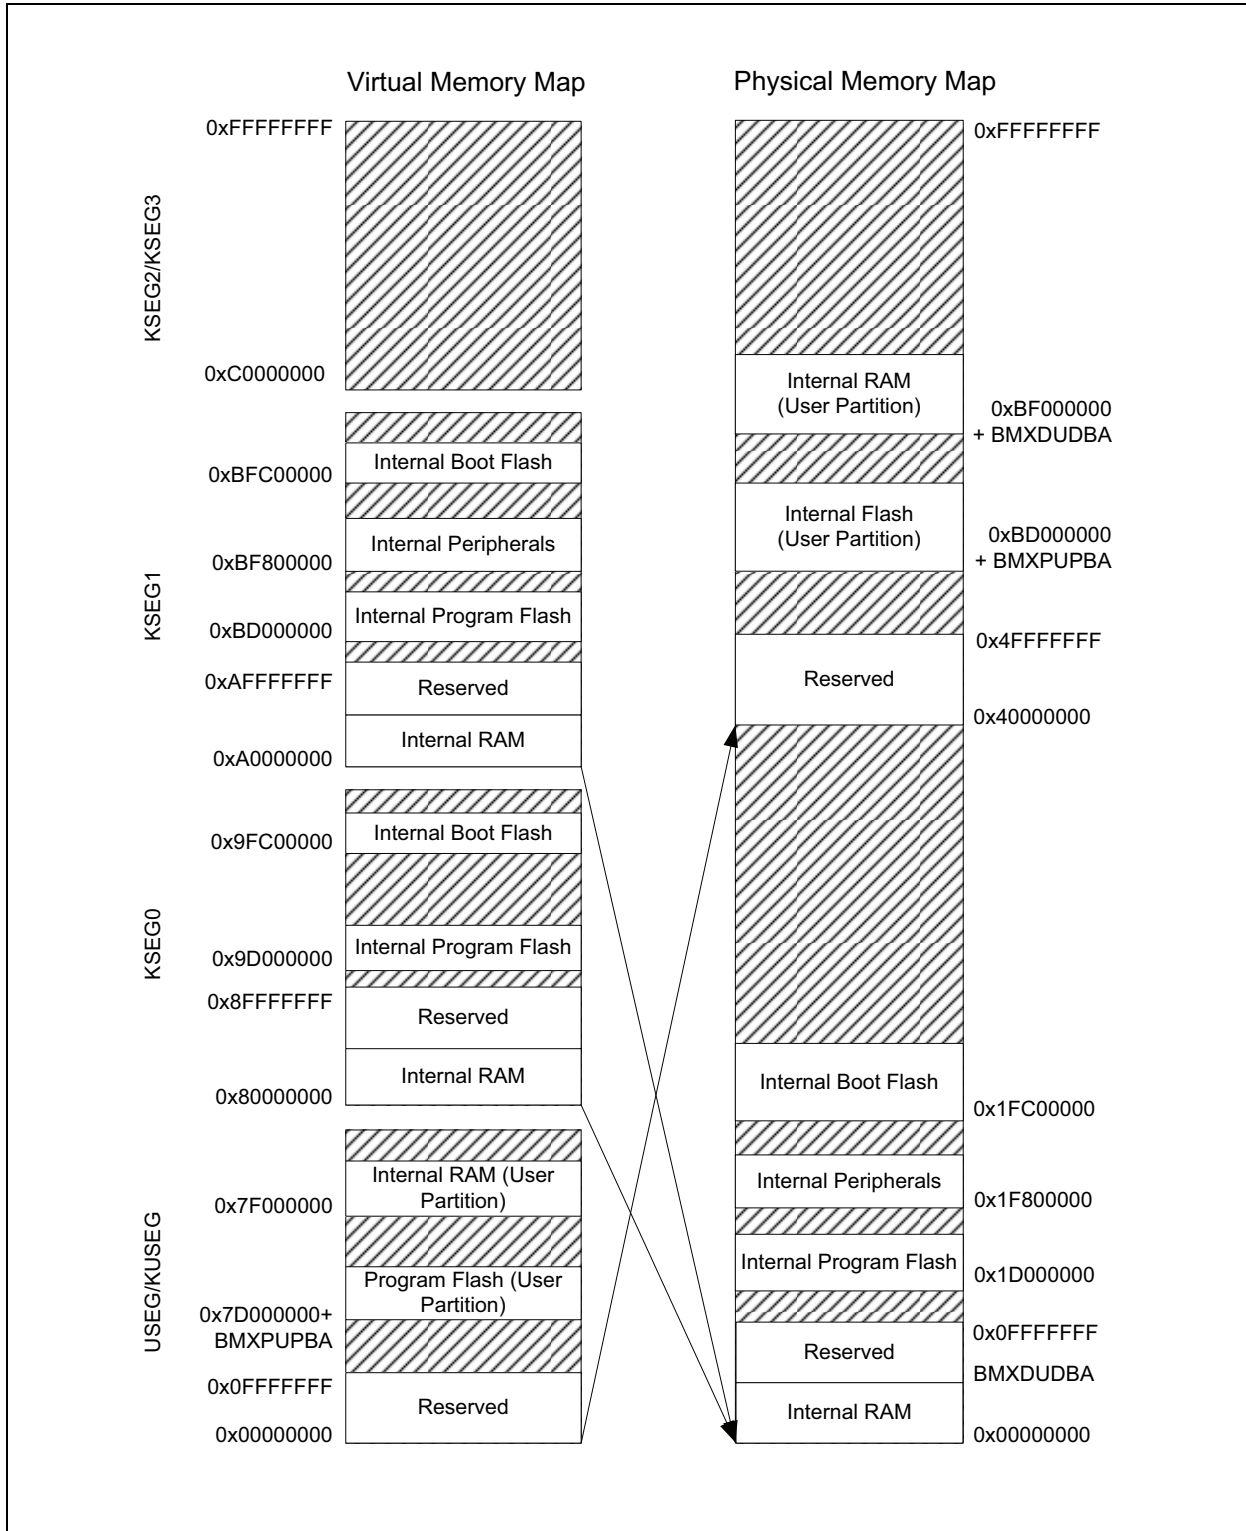 Virtual Memory Map
Physical Memory Map
KSEG2/KSEG3
0xFFFFFFFF
0xC0000000
KSEG1
Internal Boot Flash
0xBFC00000
Internal Peripherals
0xBF800000
Internal Program Flash
0xBD000000
0xAFFFFFFF
Reserved
Internal RAM
0xA0000000
KSEG0
Internal Boot Flash
0x9FC00000
Internal Program Flash
0x9D000000
0x8FFFFFFF
Reserved
Internal RAM
0x80000000
USEG/KUSEG
Internal RAM (User
Partition)
0x7F000000
Program Flash (User
Partition)
0x7D000000+
BMXPUPBA
0x0FFFFFFF
Reserved
0x00000000
0xFFFFFFFF
Internal RAM
(User Partition)
0xBF000000
+ BMXDUDBA
Internal Flash
(User Partition)
0xBD000000
+ BMXPUPBA
0x4FFFFFFF
Reserved
0x40000000
Internal Boot Flash
0x1FC00000
Internal Peripherals
0x1F800000
Internal Program Flash
0x1D000000
0x0FFFFFFF
Reserved
BMXDUDBA
Internal RAM
0x00000000